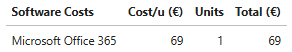 Software Costs Cost/u (€) Units Total (€)
Microsoft Office 365 69 1 69